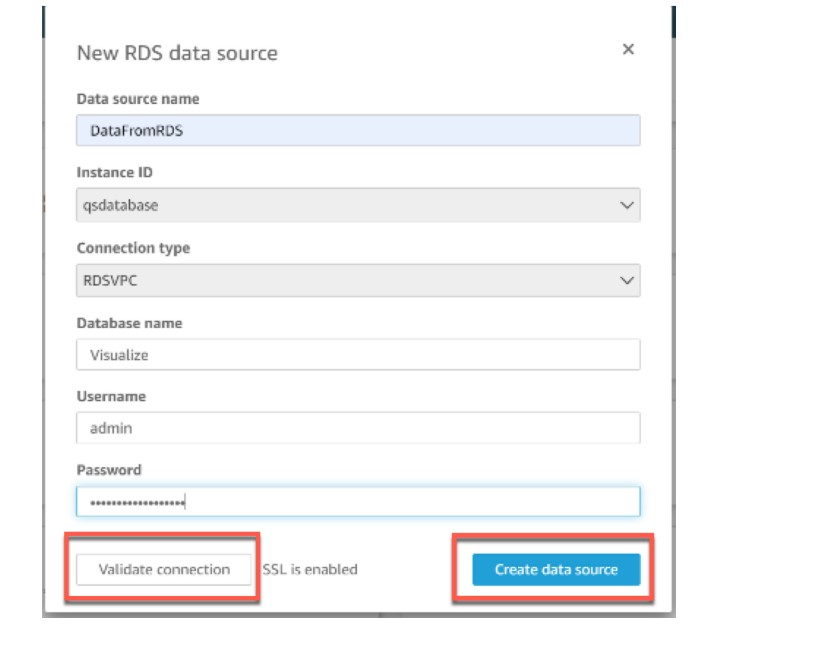 New RDS data source
Data source name
DataFromRDS
Instance ID
qsdatabase
Connection type
RDSVPC
Database name
Visualize
Username
admin
Password
••••••••••••••••••
Validate connection SSL is enabled Create data source